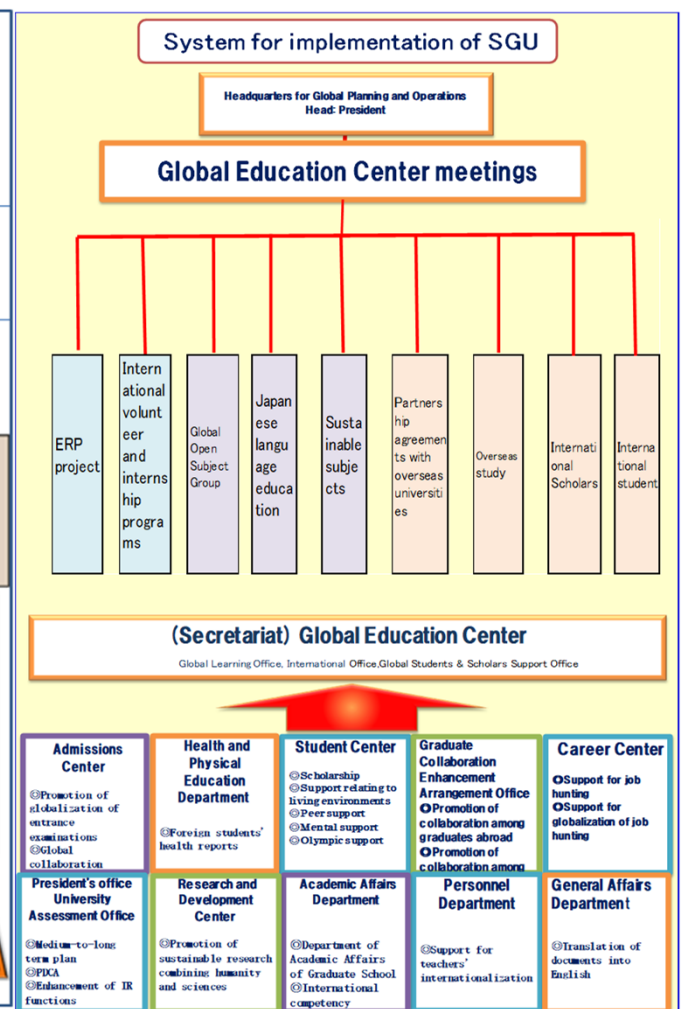 System for implementation of SGU
Headquarters for Global Planning and Operations
Head: President
Global Education Center meetings
ERP
project
Intern
ational
volunt
eer
and
interns
hip
progra
ms
Global
Open
Subject
Group
Japan
ese
langu
age
educa
tion
Susta
inable
subje
cts
Partners
hip
agreemen
ts with
overseas
universiti
es
Overseas
study
Internati
onal
Scholars
Interna
tional
student
(Secretariat) Global Education Center
Global Learning Office, International Office,Global Students & Scholars Support Office
Admissions
Center
◎Promotion of
globalization of
entrance
examinations
◎Global
collaboration
Health and
Physical
Education
Department
◎Foreign students'
health reports
Student Center
◎Scholarship
◎Support relating to
living environments
◎Peer support
◎Mental support
◎Olympic support
Graduate
Collaboration
Enhancement
Arrangement Office
◎Promotion of
collaboration among
graduates abroad
◎Promotion of
collaboration among
Career Center
◎Support for job
hunting
◎Support for
globalization of job
hunting
President's office
University
Assessment Office
◎Medium-to-long
term plan
◎PDCA
◎Enhancement of IR
functions
Research and
Development
Center
◎Promotion of
sustainable research
combining humanity
and sciences
Academic Affairs
Department
◎Department of
Academic Affairs
of Graduate School
◎International
competency
Personnel
Department
◎Support for
teachers'
internationalization
General Affairs
Department
◎Translation of
documents into
English